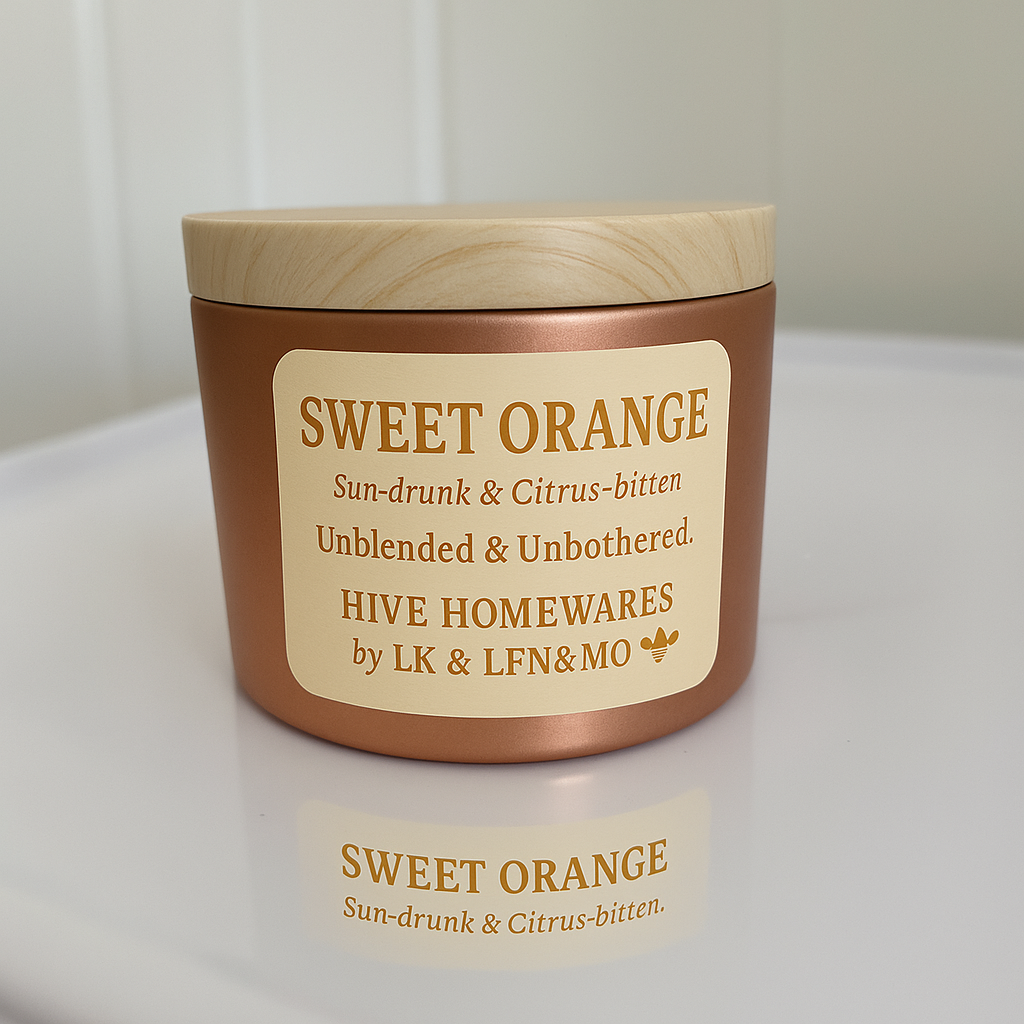 SWEET ORANGE
Sun-drunk & Citrus-bitten
Unblended & Unbothered.
HIVE HOMEWARES
by LK & LFN&MO
SWEET ORANGE
Sun-drunk & Citrus-bitten.